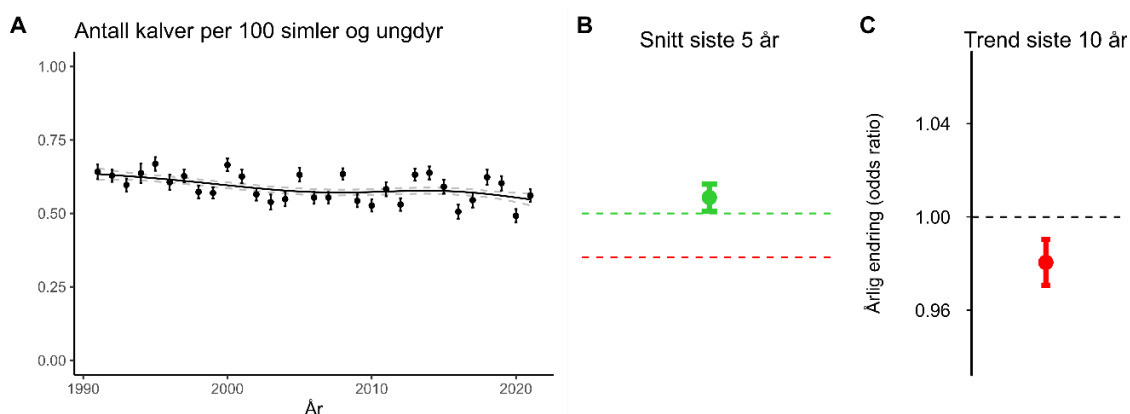 A
Antall kalver per 100 simler og ungdyr
1.00
0.75
0.50
0.25
0.00
1990
2000
2010
2020
År
B
Snitt siste 5 år
C
Trend siste 10 år
Årlig endring (odds ratio)
1.04
1.00
0.96